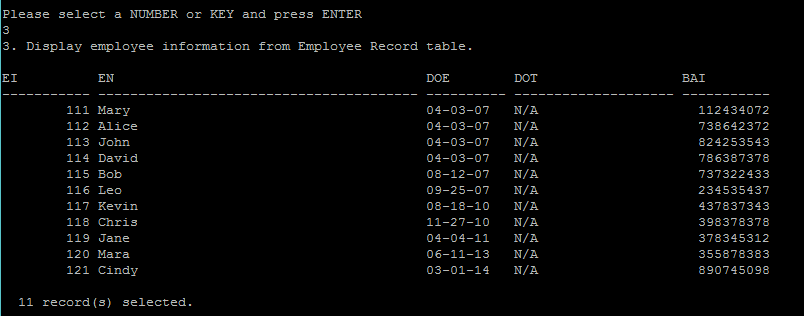 Please select a NUMBER or KEY and press ENTER
3
3. Display employee information from Employee Record table.
EI EN DOE DOT BAI
----------- ---------------------------------------- ---------- -------------------- -----------
111 Mary 04-03-07 N/A 112434072
112 Alice 04-03-07 N/A 738642372
113 John 04-03-07 N/A 824253543
114 David 04-03-07 N/A 786387378
115 Bob 08-12-07 N/A 737322433
116 Leo 09-25-07 N/A 234535437
117 Kevin 08-18-10 N/A 437837343
118 Chris 11-27-10 N/A 398378378
119 Jane 04-04-11 N/A 378345312
120 Mara 06-11-13 N/A 355878383
121 Cindy 03-01-14 N/A 890745098
11 record(s) selected.